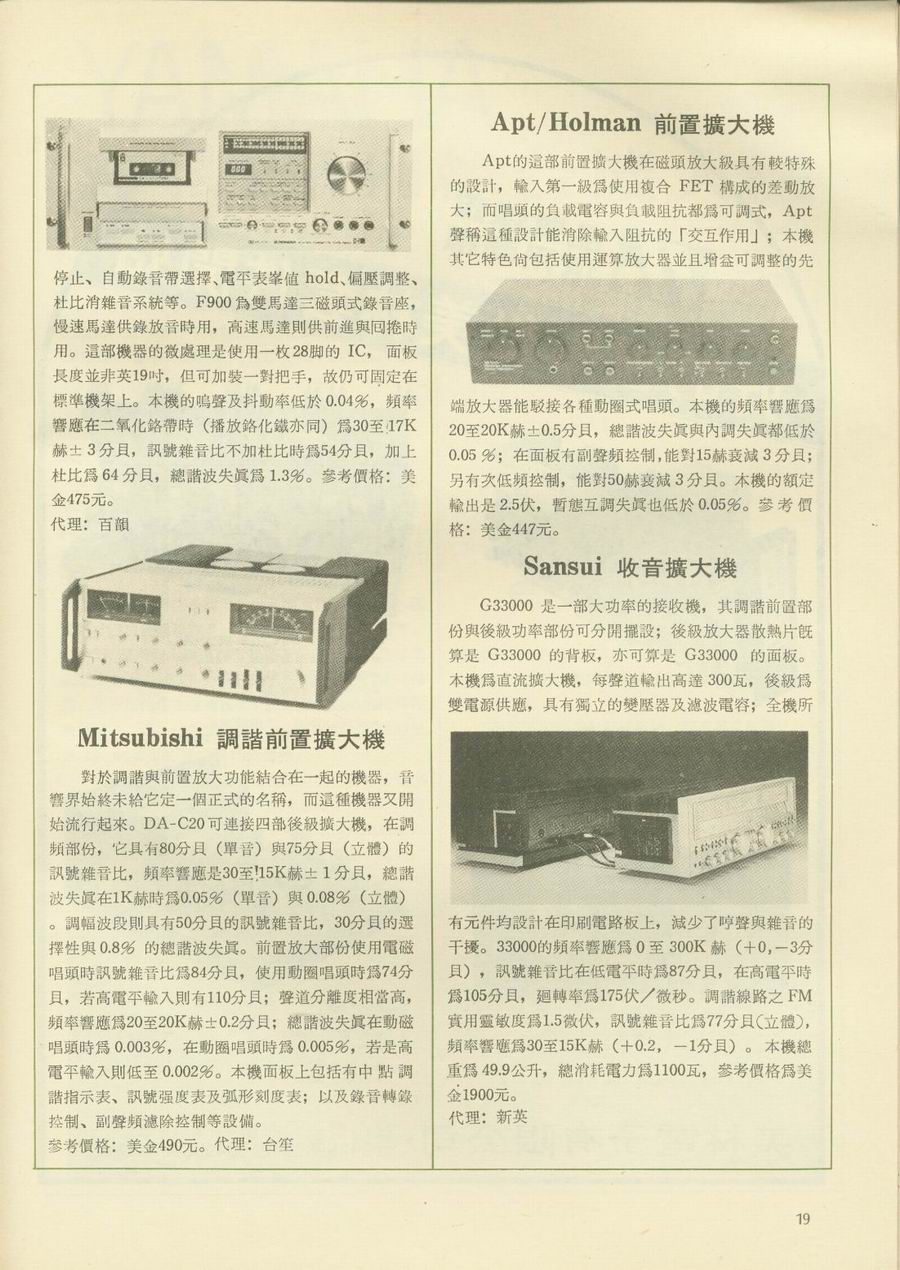 停止、自動錄音帶選擇、電平表峯値 hold、偏壓調整、
杜比消雜音系統等。F900 爲雙馬達三磁頭式錄音座，
慢速馬達供錄放音時用，高速馬達則供前進與囘捲時
用。這部機器的微處理是使用一枚28脚的 IC， 面板
長度並非英19吋，但可加裝一對把手，故仍可固定在
標準機架上。本機的鳴聲及抖動率低於 0.04%，頻率
響應在二氧化鉻帶時（播放鉻化鐵亦同）爲30至17K
赫± 3 分貝，訊號雜音比不加杜比時爲54分貝，加上
杜比爲 64 分貝，總諧波失眞爲 1.3%。參考價格：美
金475元。
代理：百韻
Mitsubishi 調諧前置擴大機
對於調諧與前置放大功能結合在一起的機器，音
響界始終未給它定一個正式的名稱，而這種機器又開
始流行起來。DA-C20 可連接四部後級擴大機，在調
頻部份，它具有80分貝（單音）與75分貝（立體）的
訊號雜音比，頻率響應是30至15K赫± 1 分貝，總諧
波失眞在1K赫時爲0.05%（單音）與 0.08%（立體）
。調幅波段則具有50分貝的訊號雜音比，30分貝的選
擇性與 0.8% 的總諧波失眞。前置放大部份使用電磁
唱頭時訊號雜音比爲84分貝，使用動圈唱頭時爲74分
貝，若高電平輸入則有110分貝；聲道分離度相當高，
頻率響應爲20至20K赫±0.2分貝；總諧波失眞在動磁
唱頭時爲 0.003%，在動圈唱頭時爲 0.005%，若是高
電平輸入則低至 0.002%。本機面板上包括有中 點 調
諧指示表、訊號强度表及弧形刻度表；以及錄音轉錄
控制、副聲頻濾除控制等設備。
參考價格：美金490元。代理：台笙
Apt/Holman 前置擴大機
Apt的這部前置擴大機在磁頭放大級具有較特殊
的設計，輸入第一級爲使用複合 FET 構成的差動放
大；而唱頭的負載電容與負載阻抗都爲可調式，Apt
聲稱這種設計能消除輸入阻抗的「交互作用」；本機
其它特色尙包括使用運算放大器並且增益可調整的先
端放大器能駁接各種動圈式唱頭。本機的頻率響應爲
20至20K赫±0.5分貝，總諧波失眞與內調失眞都低於
0.05 %；在面板有副聲頻控制，能對15赫衰減 3 分貝；
另有次低頻控制，能對50赫衰減 3 分貝。本機的額定
輸出是 2.5伏，暫態互調失眞也低於 0.05%。參 考 價
格：美金447元。
Sansui 收音擴大機
G33000 是一部大功率的接收機，其調諧前置部
份與後級功率部份可分開擺設；後級放大器散熱片旣
算是 G33000 的背板，亦可算是 G33000 的面板。
本機爲直流擴大機，每聲道輸出高達 300瓦，後級爲
雙電源供應，具有獨立的變壓器及濾波電容；全機所
有元件均設計在印刷電路板上，減少了哼聲與雜音的
干擾。33000的頻率響應爲 0 至 300K 赫（+0,−3分
貝），訊號雜音比在低電平時爲87分貝，在高電平時
爲105分貝，廻轉率爲175伏／微秒。調諧線路之 FM
實用靈敏度爲1.5微伏，訊號雜音比爲77分貝(立體)，
頻率響應爲30至15K赫（+0.2，−1分貝）。本機總
重爲 49.9公升，總消耗電力爲1100瓦，參考價格爲美
金1900元。
代理：新英
19